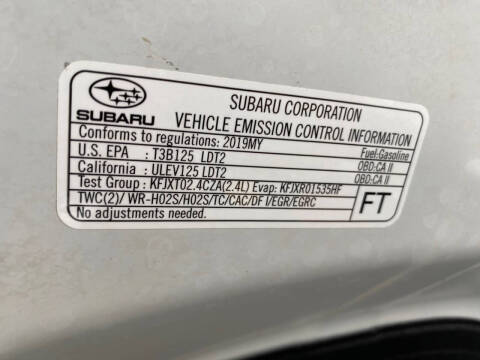 SUBARU
SUBARU CORPORATION
VEHICLE EMISSION CONTROL INFORMATION
Conforms to regulations: 2019MY Fuel:Gasoline
U.S. EPA : T3B125 LDT2 OBD:CA II
California : ULEV125 LDT2 OBD:CA II
Test Group : KFJXT02.4CZA(2.4L) Evap: KFJXR01535HF
TWC(2)/ WR-HO2S/HO2S/TC/CAC/DF I/EGR/EGRC
No adjustments needed.
FT